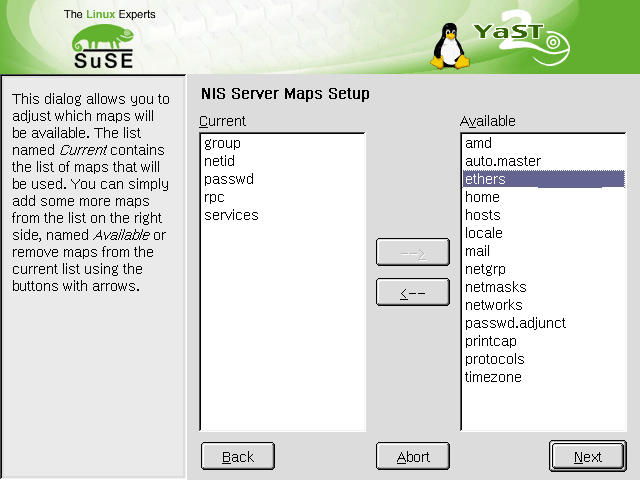 The Linux Experts
SuSE
YaST
2
This dialog allows you to
adjust which maps will
be available. The list
named Current contains
the list of maps that will
be used. You can simply
add some more maps
from the list on the right
side, named Available or
remove maps from the
current list using the
buttons with arrows.
NIS Server Maps Setup
Current
group
netid
passwd
rpc
services
-->
<--
Available
amd
auto.master
ethers
home
hosts
locale
mail
netgrp
netmasks
networks
passwd.adjunct
printcap
protocols
timezone
Back
Abort
Next